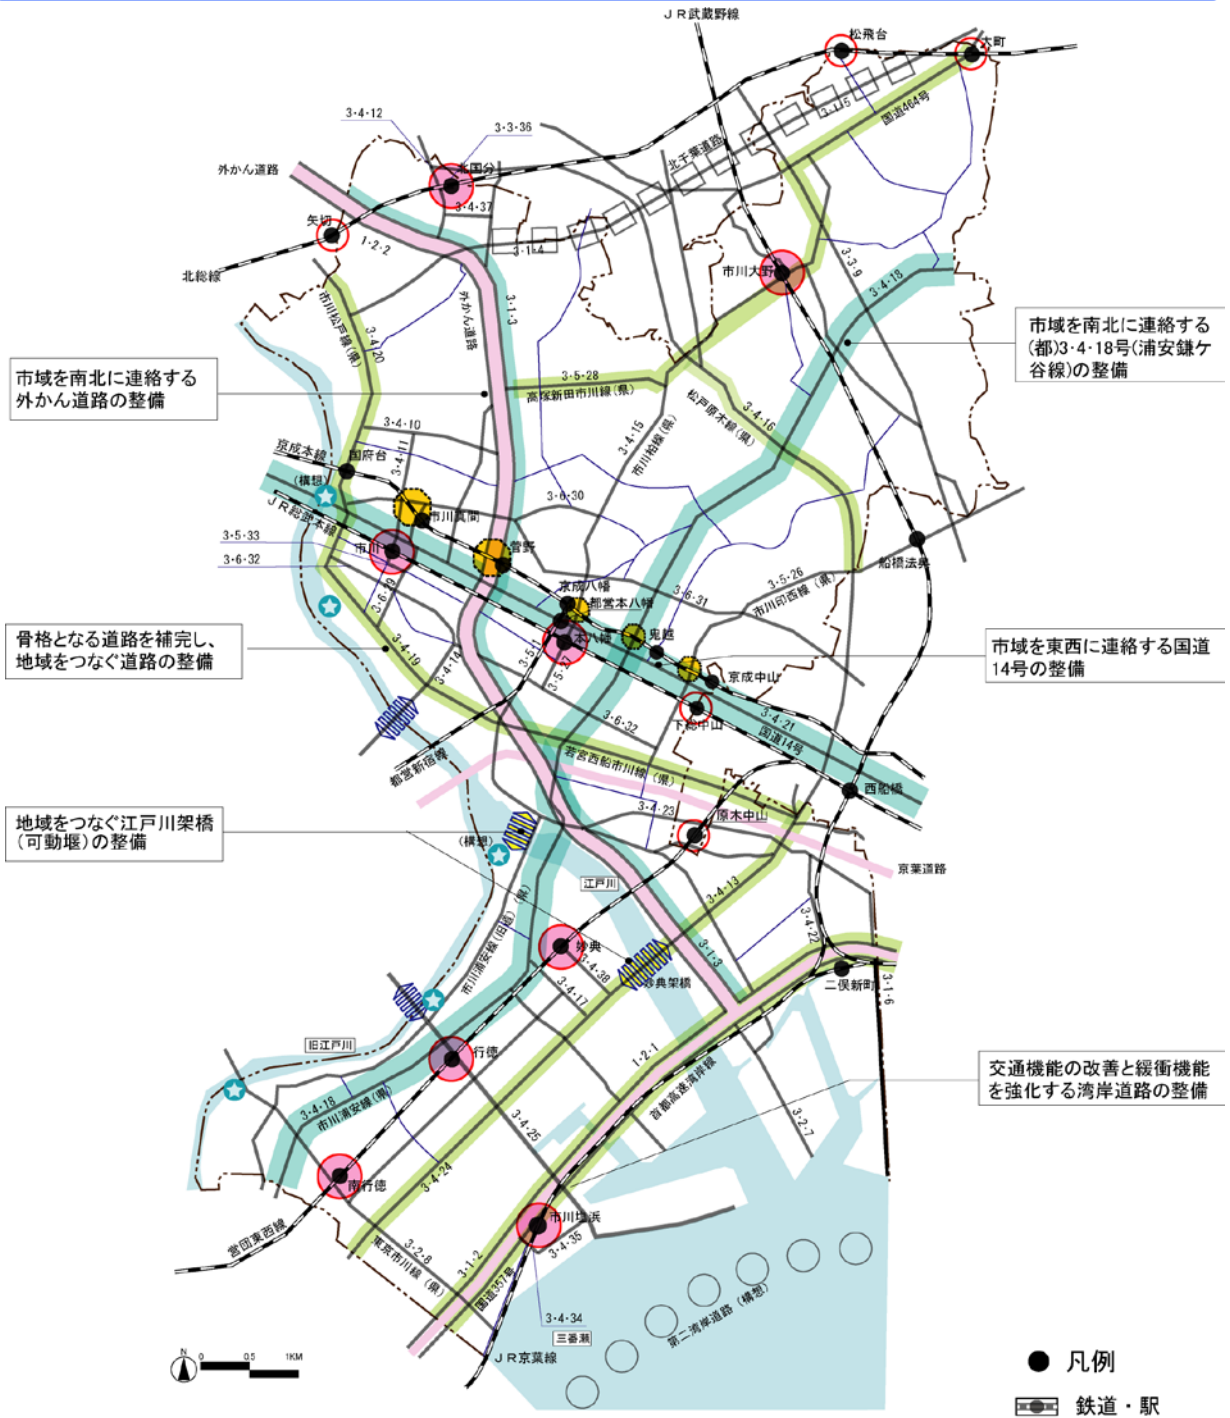 JR武蔵野線
松飛台
大町
3・4・12
3・3・36
3・1・5
国道464号
北千葉道路
外かん道路
北国分
3・4・37
矢切
1・2・2
3・1・4
北総線
市川大野
3・3・9
3・4・18
市川松戸線(県)
3・4・20
外かん道路
3・1・3
市域を南北に連絡する
(都)3・4・18号(浦安鎌ケ
谷線)の整備
市域を南北に連絡する
外かん道路の整備
3・5・28
高塚新田市川線(県)
松戸原木線(県)
3・4・16
3・4・10
3・4・11
3・4・15
市川柏線(県)
京成本線
国府台
(構想)
JR総武本線
3・6・30
市川真間
3・5・33
市川
菅野
3・6・32
船橋法典
3・5・26
市川印西線(県)
京成八幡
3・6・31
都営本八幡
3・6・29
鬼越
本八幡
骨格となる道路を補完し、
地域をつなぐ道路の整備
3・4・19
3・4・14
3・5・27
市域を東西に連絡する国道
14号の整備
京成中山
下総中山
3・4・21
国道14号
3・6・32
都営新宿線
若宮西船市川線(県)
西船橋
地域をつなぐ江戸川架橋
(可動堰)の整備
(構想)
3・4・23
原木中山
京葉道路
江戸川
3・4・13
市川浦安線(旧道)(県)
3・4・22
妙典
3・4・38
3・1・3
妙典架橋
二俣新町
3・4・17
3・1・6
旧江戸川
行徳
1・2・1
首都高速湾岸線
交通機能の改善と緩衝機能
を強化する湾岸道路の整備
3・4・18
市川浦安線(県)
3・4・25
3・2・7
3・4・24
南行徳
市川塩浜
営団東西線
3・2・8
東京市川線(県)
3・4・35
3・1・2
国道357号
3・4・34
三番瀬
第二湾岸道路(構想)
JR京葉線
N
0 0.5 1KM
凡例
鉄道・駅